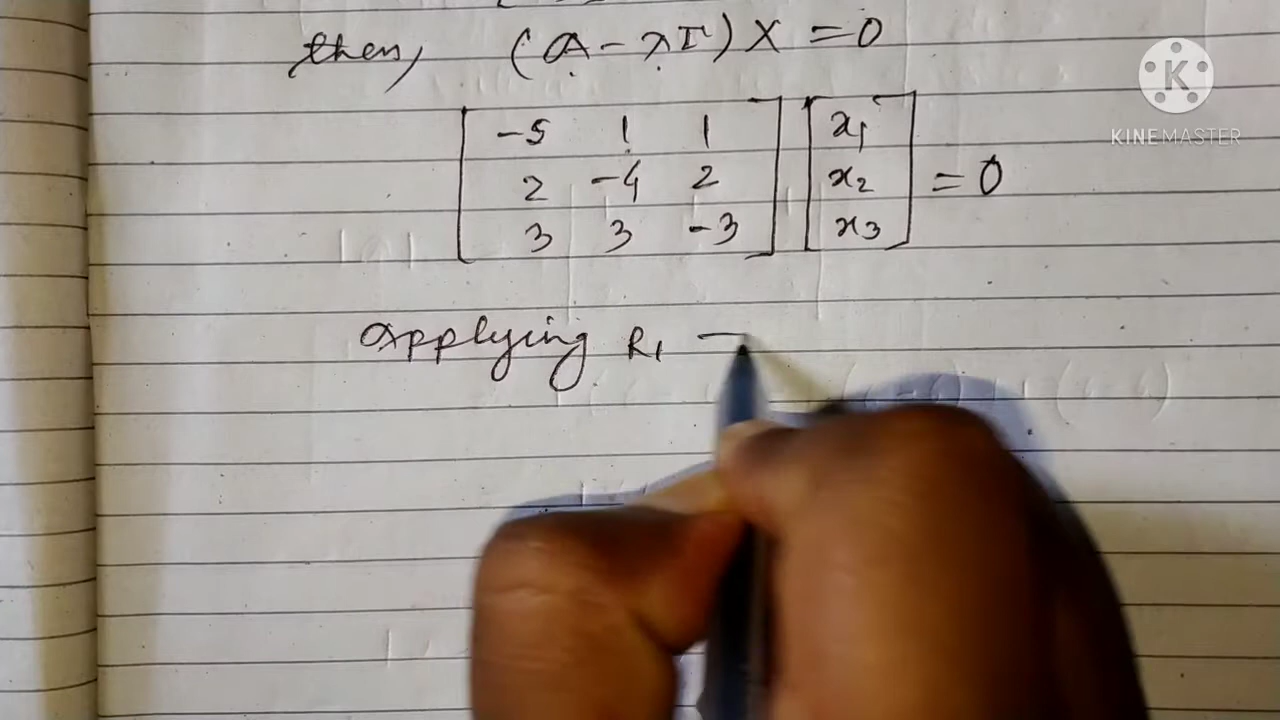 then, (A - λI) X = 0
-5 1 1 x1
2 -4 2 x2 = 0
3 3 -3 x3
Applying R1 →
K
KINEMASTER